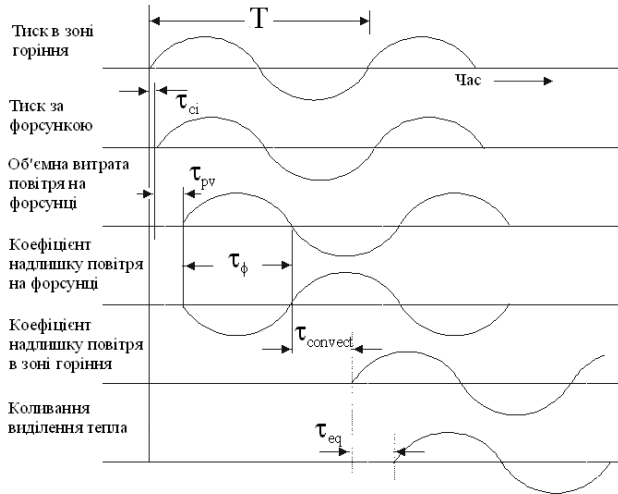 Тиск в зоні
горіння
T
Час
Тиск за
форсункою
τci
Об'ємна витрата
повітря на
форсунці
τpv
Коефіцієнт
надлишку повітря
на форсунці
τϕ
Коефіцієнт
надлишку повітря
в зоні горіння
τconvect
Коливання
виділення тепла
τeq